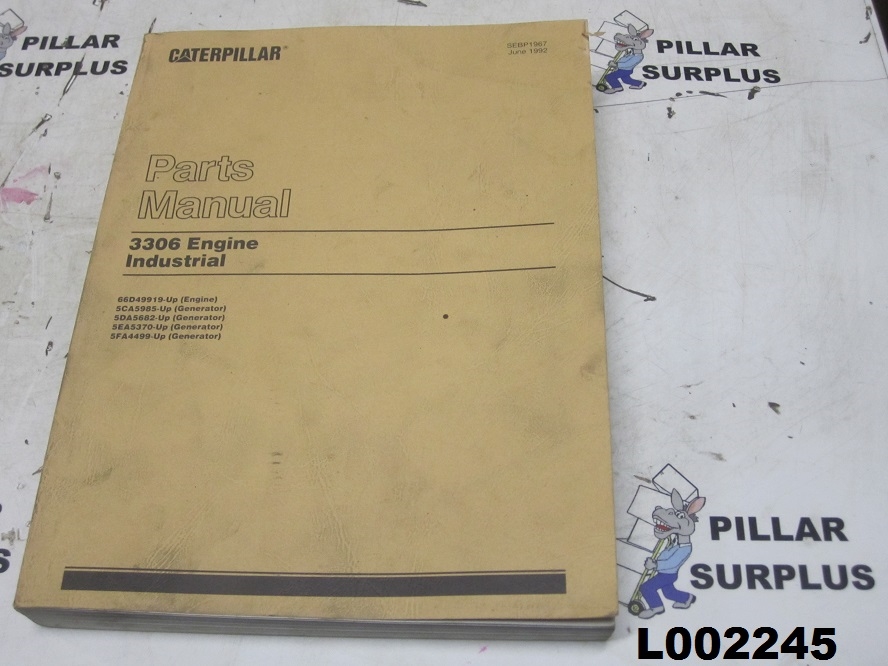 CATERPILLAR®
SEBP1967
June 1992
Parts
Manual
3306 Engine
Industrial
66D49919-Up (Engine)
5CA5985-Up (Generator)
5DA5682-Up (Generator)
5EA5370-Up (Generator)
5FA4499-Up (Generator)
PILLAR
SURPLUS
PILLAR
SURPLUS
PILLAR
SURPLUS
L002245